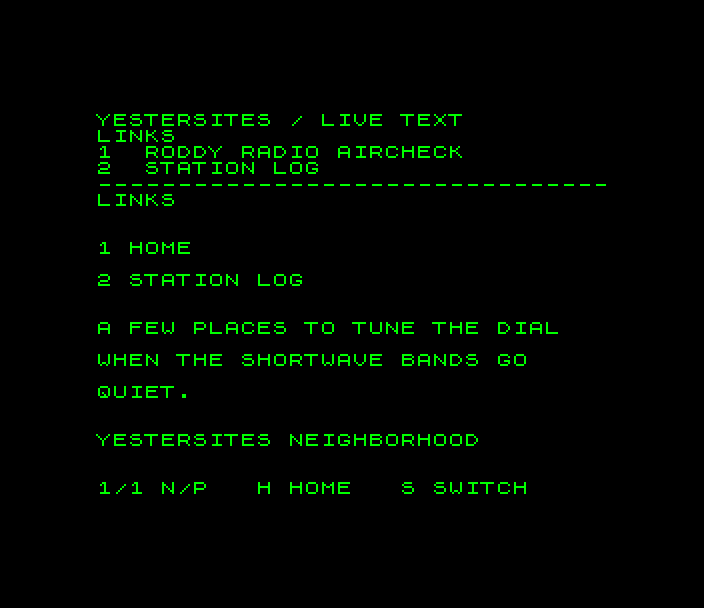 YESTERSITES / LIVE TEXT
LINKS
1  RODDY RADIO AIRCHECK
2  STATION LOG
--------------------------------
LINKS
1 HOME
2 STATION LOG
A FEW PLACES TO TUNE THE DIAL
WHEN THE SHORTWAVE BANDS GO
QUIET.
YESTERSITES NEIGHBORHOOD
1/1 N/P   H HOME   S SWITCH